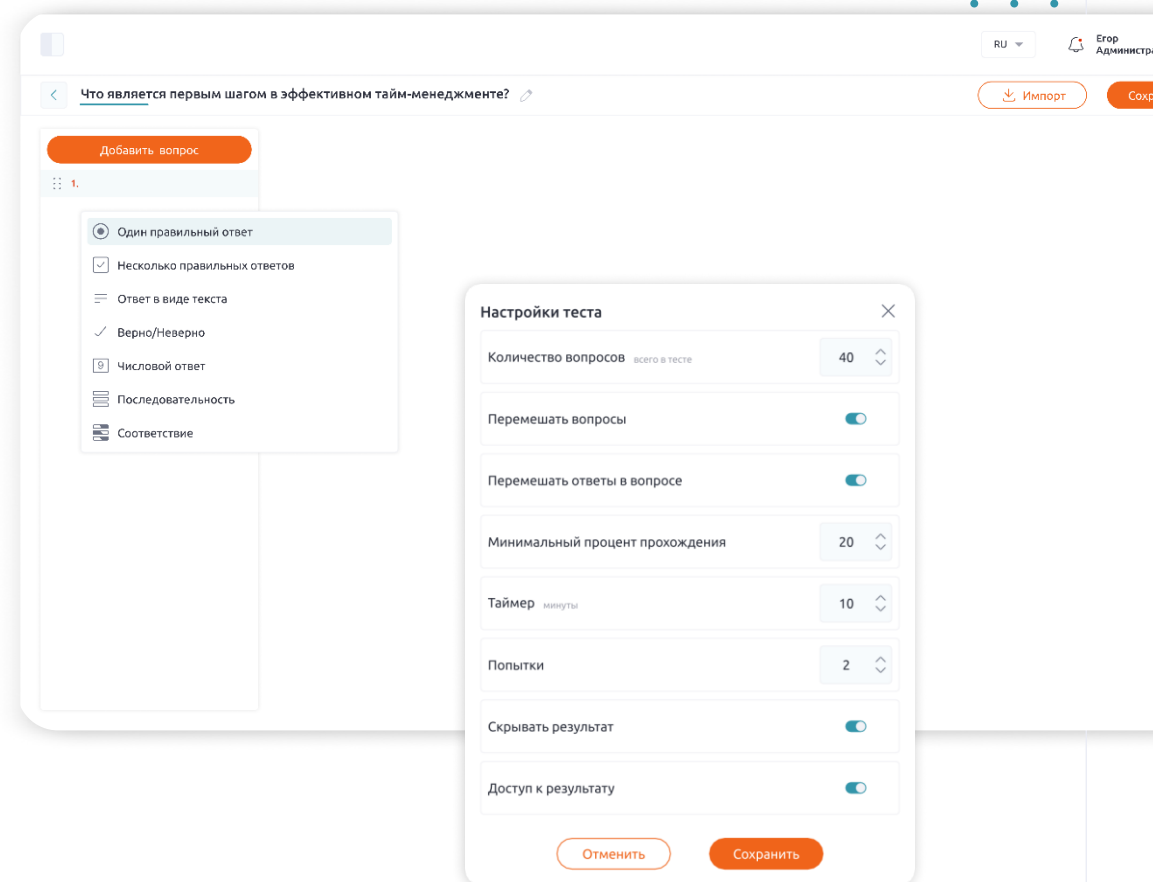 RU
Егор
Что является первым шагом в эффективном тайм-менеджменте?
Импорт
Добавить вопрос
1.
Один правильный ответ
Несколько правильных ответов
Ответ в виде текста
Верно/Неверно
9 Числовой ответ
Последовательность
Соответствие
Настройки теста
Количество вопросов всего в тесте 40
Перемешать вопросы
Перемешать ответы в вопросе
Минимальный процент прохождения 20
Таймер минуты 10
Попытки 2
Скрывать результат
Доступ к результату
Отменить
Сохранить